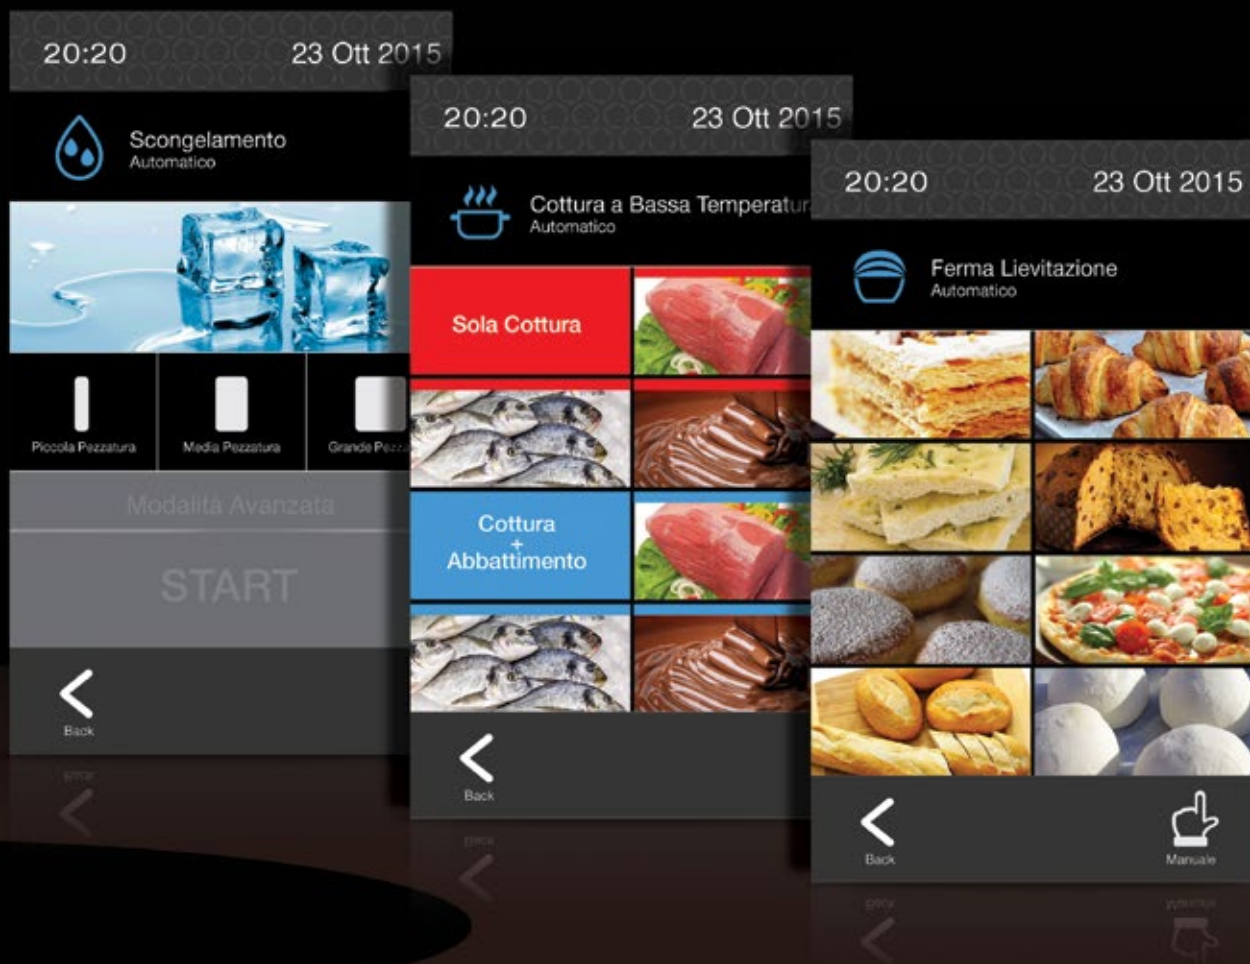 20:20 23 Ott 2015
Scongelamento
Automatico
Piccola Pezzatura Media Pezzatura Grande
Modalità Avanzata
START
Back
20:20 23 Ott 2015
Cottura a Bassa Temperatur
Automatico
Sola Cottura
Cottura
+
Abbattimento
Back
20:20 23 Ott 2015
Ferma Lievitazione
Automatico
Back Manuale